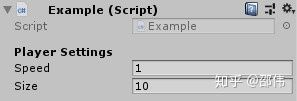 Example (Script)
Script Example
Player Settings
Speed 1
Size 10
知乎 @邵伟